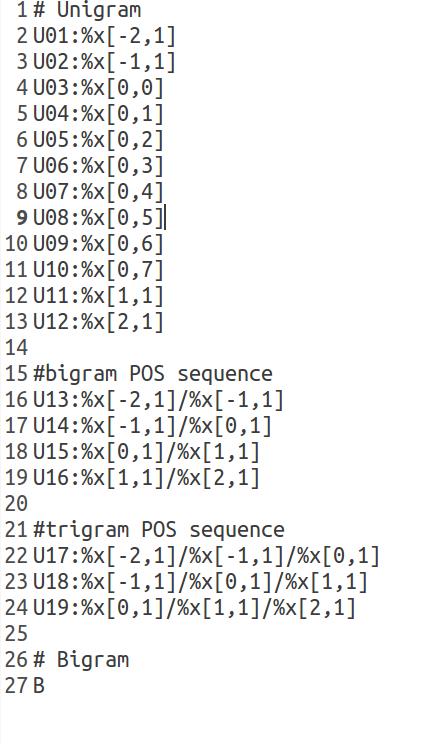 1 # Unigram
2 U01:%x[-2,1]
3 U02:%x[-1,1]
4 U03:%x[0,0]
5 U04:%x[0,1]
6 U05:%x[0,2]
7 U06:%x[0,3]
8 U07:%x[0,4]
9 U08:%x[0,5]
10 U09:%x[0,6]
11 U10:%x[0,7]
12 U11:%x[1,1]
13 U12:%x[2,1]
14
15 #bigram POS sequence
16 U13:%x[-2,1]/%x[-1,1]
17 U14:%x[-1,1]/%x[0,1]
18 U15:%x[0,1]/%x[1,1]
19 U16:%x[1,1]/%x[2,1]
20
21 #trigram POS sequence
22 U17:%x[-2,1]/%x[-1,1]/%x[0,1]
23 U18:%x[-1,1]/%x[0,1]/%x[1,1]
24 U19:%x[0,1]/%x[1,1]/%x[2,1]
25
26 # Bigram
27 B